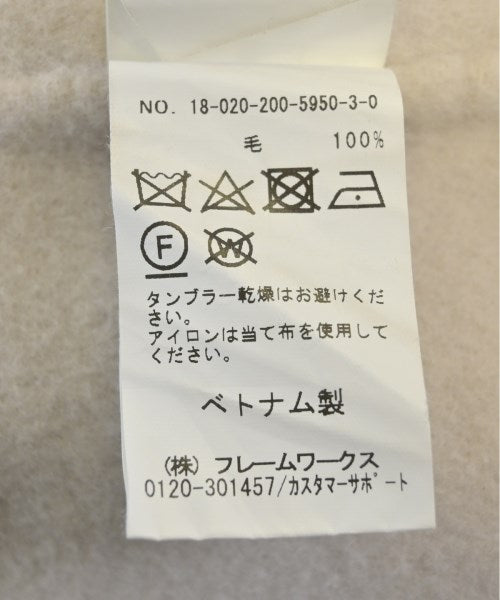 NO. 18-020-200-5950-3-0
毛 100%
F
W
タンブラー乾燥はお避けくだ
さい。
アイロンは当て布を使用して
ください。
ベトナム製
(株) フレームワークス
0120-301457/カスタマーサポート